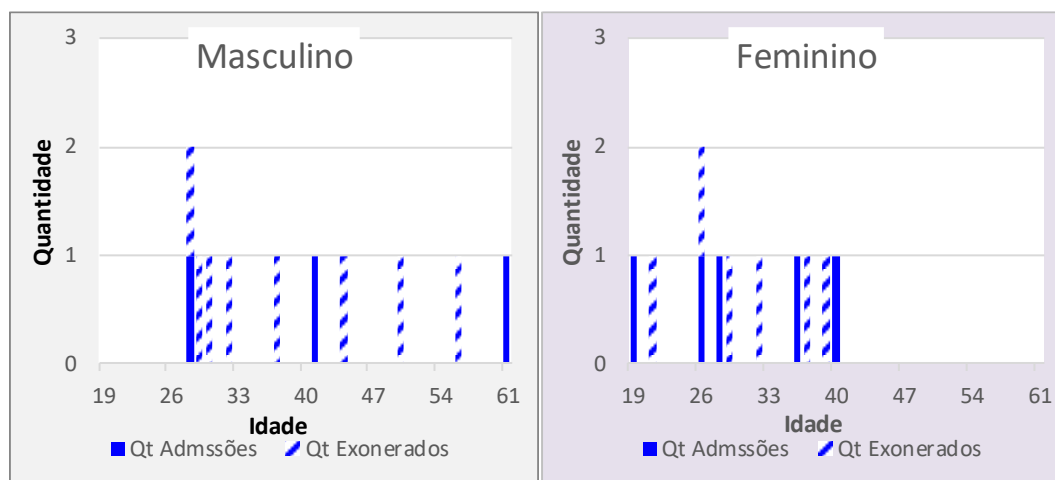 Masculino
Quantidade
3
2
1
0
19 26 33 40 47 54 61
Idade
Qt Admssões Qt Exonerados
Feminino
Quantidade
3
2
1
0
19 26 33 40 47 54 61
Idade
Qt Admssões Qt Exonerados